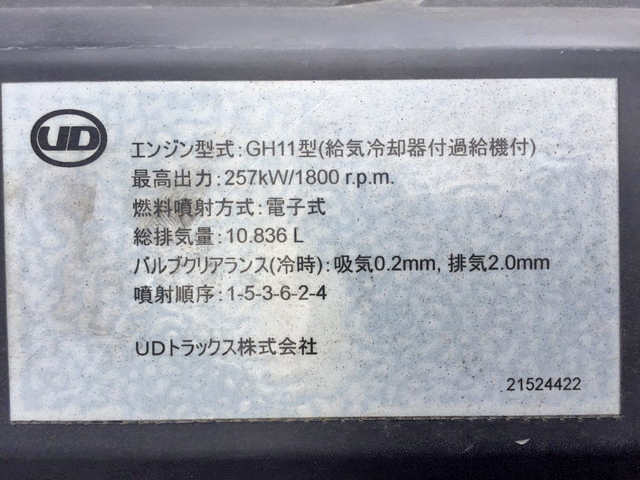 UD
エンジン型式:GH11型(給気冷却器付過給機付)
最高出力:257kW/1800 r.p.m.
燃料噴射方式:電子式
総排気量:10.836 L
バルブクリアランス(冷時):吸気0.2mm, 排気2.0mm
噴射順序:1-5-3-6-2-4
UDトラックス株式会社
21524422